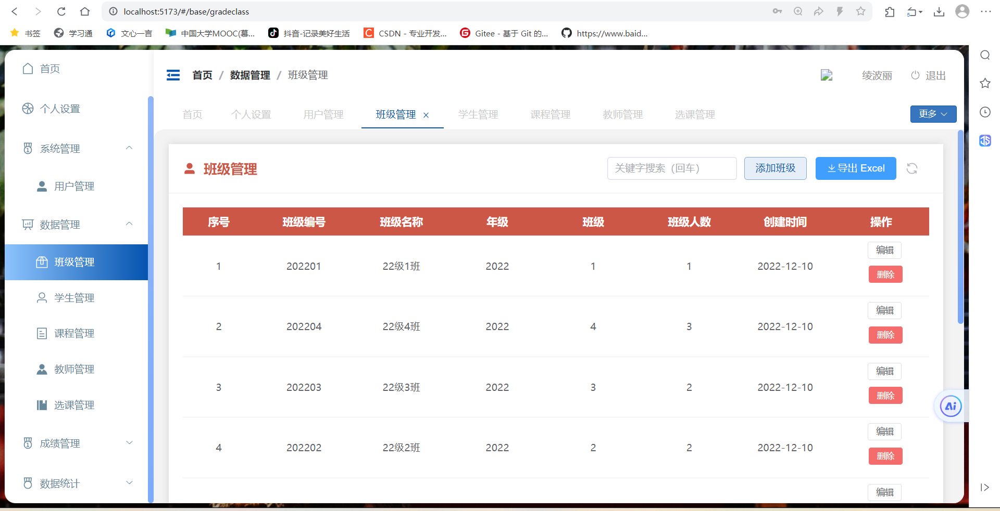 localhost:5173/#/base/gradeclass
书签 学习通 文心一言 中国大学MOOC(慕... 抖音-记录美好生活 CSDN - 专业开发... Gitee - 基于 Git 的... https://www.baid...
首页
个人设置
系统管理
用户管理
数据管理
班级管理
学生管理
课程管理
教师管理
选课管理
成绩管理
数据统计
首页 / 数据管理 / 班级管理
绫波丽 退出
首页 个人设置 用户管理 班级管理 × 学生管理 课程管理 教师管理 选课管理 更多
班级管理 关键字搜索（回车） 添加班级 导出 Excel
序号 班级编号 班级名称 年级 班级 班级人数 创建时间 操作
1 202201 22级1班 2022 1 1 2022-12-10 编辑 删除
2 202204 22级4班 2022 4 3 2022-12-10 编辑 删除
3 202203 22级3班 2022 3 2 2022-12-10 编辑 删除
4 202202 22级2班 2022 2 2 2022-12-10 编辑 删除
编辑
Ai